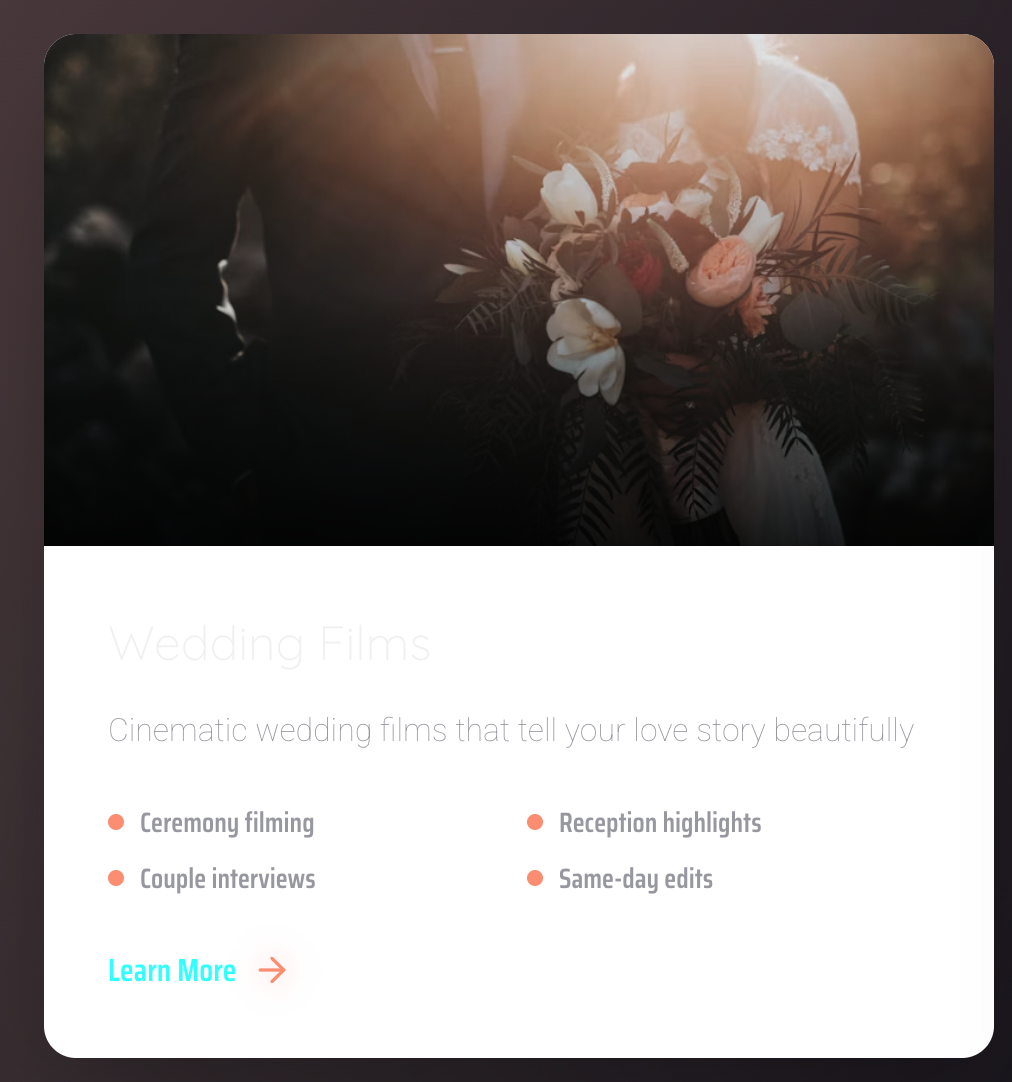 Wedding Films
Cinematic wedding films that tell your love story beautifully
Ceremony filming
Reception highlights
Couple interviews
Same-day edits
Learn More